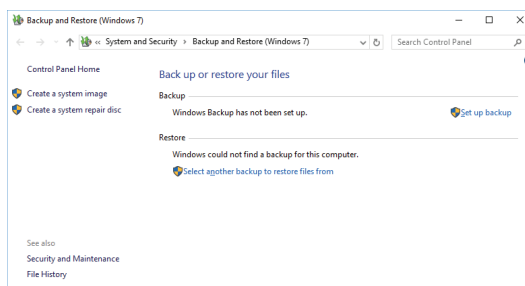 Backup and Restore (Windows 7)
« System and Security > Backup and Restore (Windows 7)
Search Control Panel
Control Panel Home
Create a system image
Create a system repair disc
Back up or restore your files
Backup
Windows Backup has not been set up.
Set up backup
Restore
Windows could not find a backup for this computer.
Select another backup to restore files from
See also
Security and Maintenance
File History